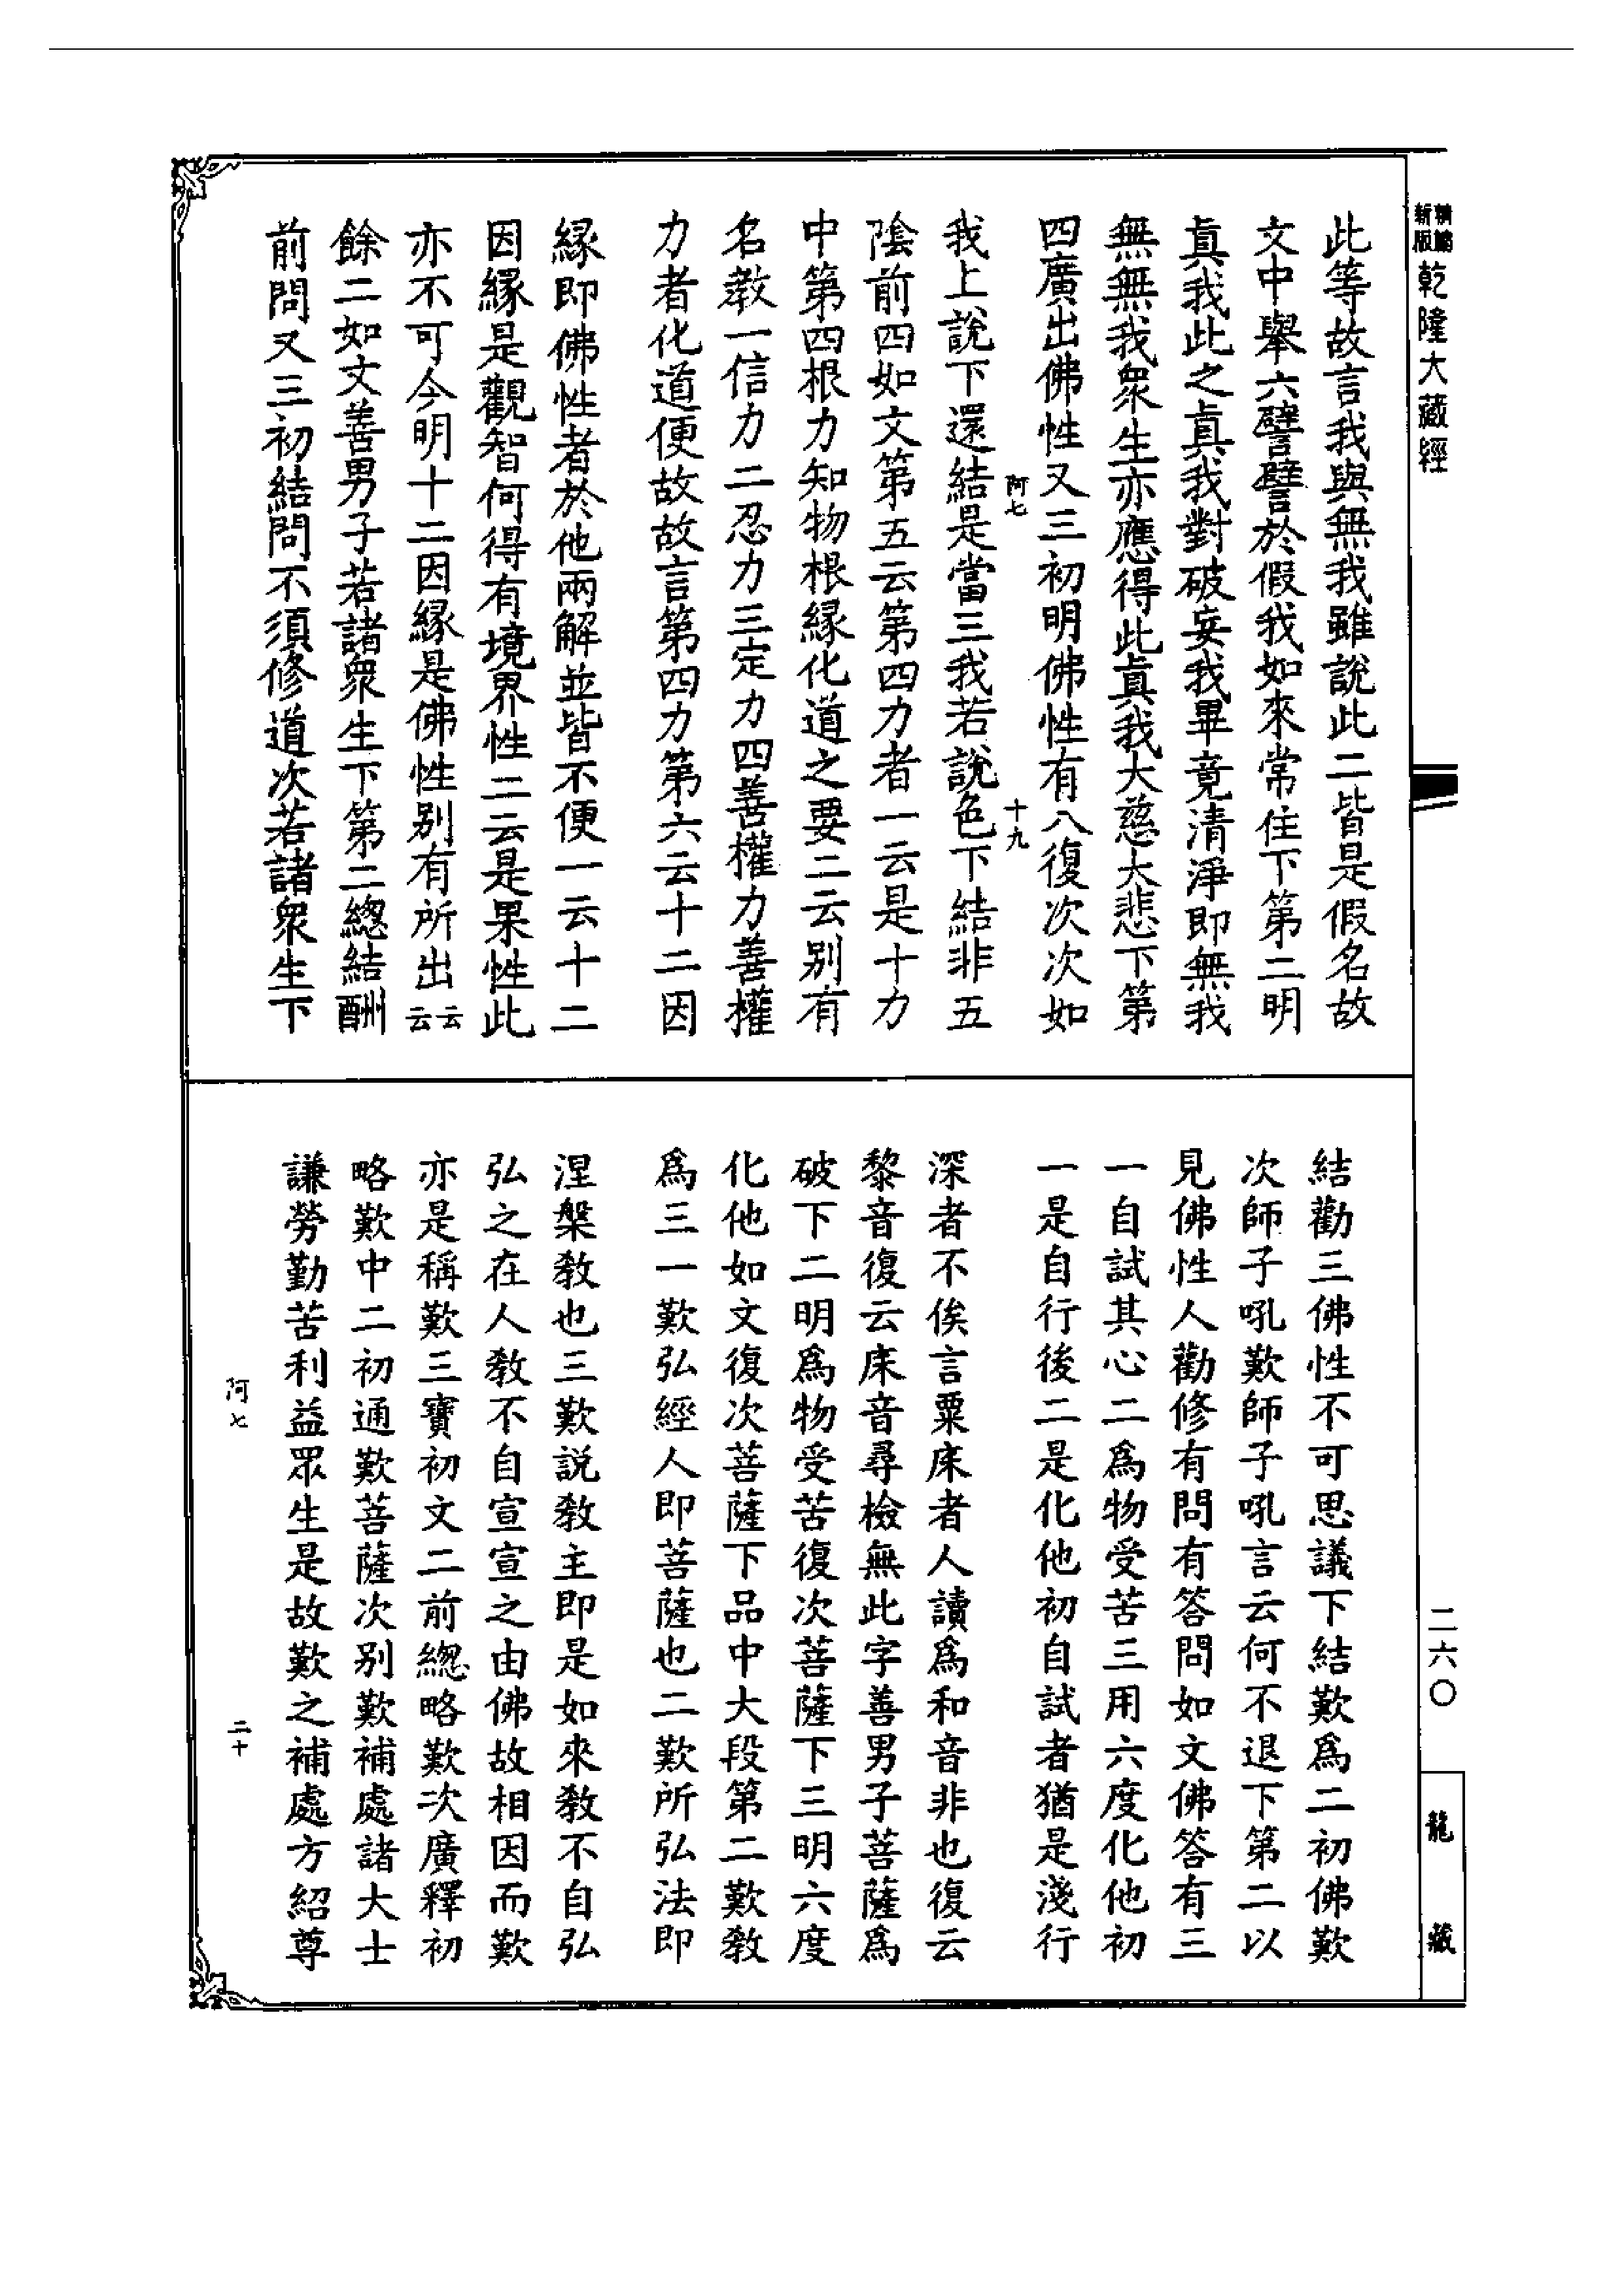 精編新版
乾隆大藏經
此等故言我與無我雖說此二皆是假名故
文中舉六譬譬於假我如來常住下第二明
真我此之真我對破妄我畢竟清淨即無我
無無我衆生亦應得此真我大慈大悲下第
四廣出佛性又三初明佛性有八復次次如
阿七
十九
我上說下還結是當三我若說色下結非五
陰前四如文第五云第四力者一云是十力
中第四根力知物根緣化道之要二云别有
名教一信力二忍力三定力四善權力善權
力者化道便故故言第四力第六云十二因
緣即佛性者於他兩解並皆不便一云十二
因緣是觀智何得有境界性二云是果性此
亦不可今明十二因緣是佛性别有所出云云
餘二如文善男子若諸衆生下第二總結酬
前問又三初結問不須修道次若諸衆生下
結勸三佛性不可思議下結歎爲二初佛歎
次師子吼歎師子吼言云何不退下第二以
見佛性人勸修有問有答問如文佛答有三
一自試其心二爲物受苦三用六度化他初
一是自行後二是化他初自試者猶是淺行
深者不俟言粟床者人讀爲和音非也復云
黎音復云床音尋檢無此字善男子菩薩爲
破下二明爲物受苦復次菩薩下三明六度
化他如文復次菩薩下品中大段第二歎教
爲三一歎弘經人即菩薩也二歎所弘法即
涅槃教也三歎説教主即是如來教不自弘
弘之在人教不自宣宣之由佛故相因而歎
亦是稱歎三寶初文二前總略歎次廣釋初
略歎中二初通歎菩薩次别歎補處諸大士
謙勞勤苦利益眾生是故歎之補處方紹尊
阿七
二十
二六〇
龍藏